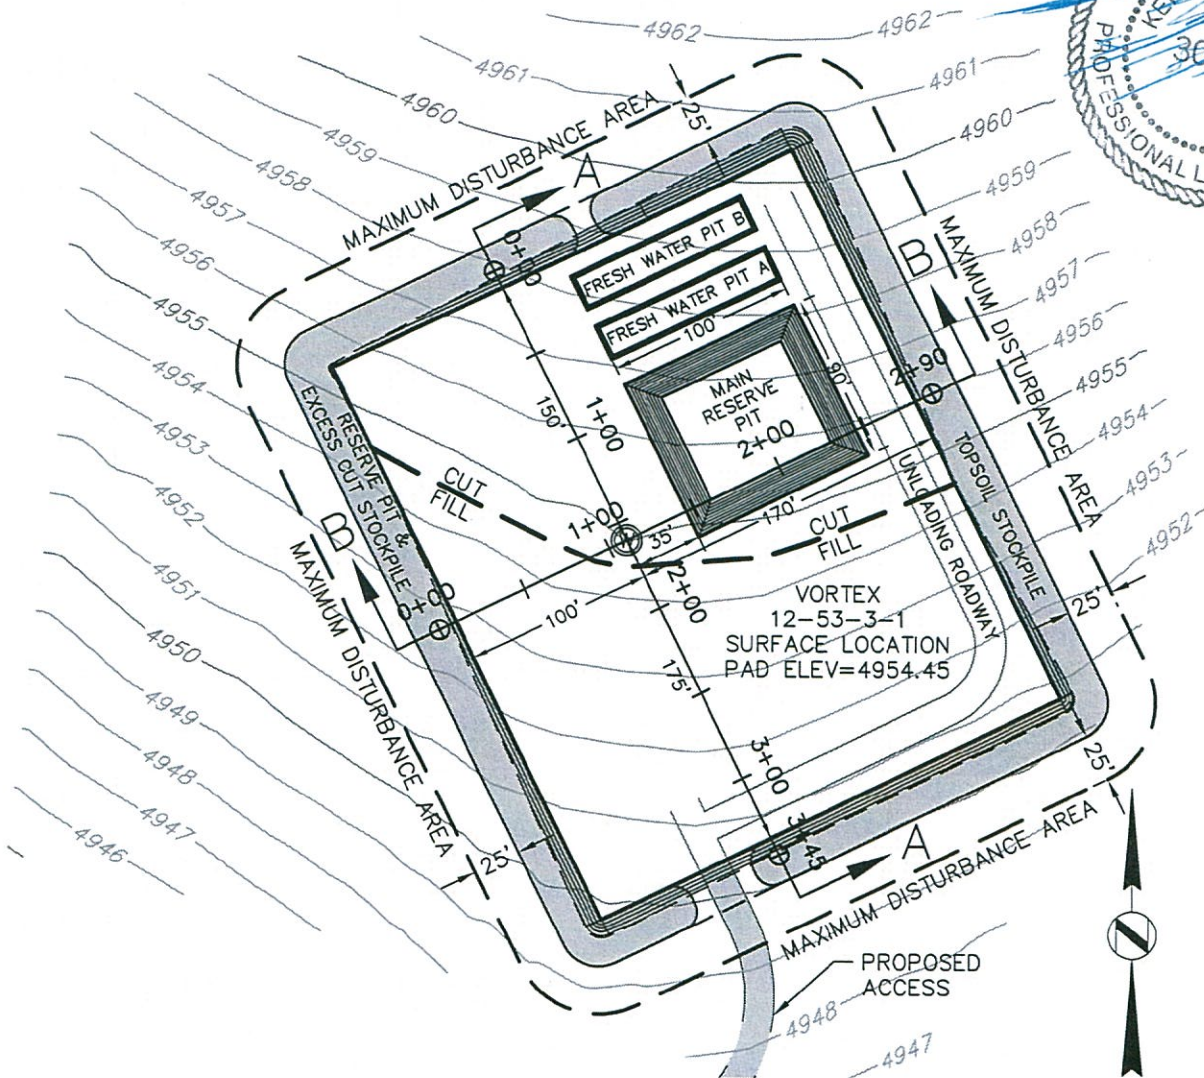 4962
4962
4961
4961
4960
4960
4959
4959
4958
4958
4957
4957
4956
4956
4955
4955
4954
4954
4953
4953
4952
4952
4951
4950
4949
4948
4947
4946
4948
4947
PROFESSIONAL L
36
MAXIMUM DISTURBANCE AREA
25'
A
0+00
FRESH WATER PIT B
FRESH WATER PIT A
100'
90'
MAIN
RESERVE
PIT
2+00
B
MAXIMUM DISTURBANCE AREA
2+90
150'
1+00
RESERVE PIT &
EXCESS CUT STOCKPILE
CUT
FILL
B
0+00
1+00
35'
170'
CUT
FILL
UNLOADING ROADWAY
TOPSOIL STOCKPILE
100'
2+00
VORTEX
12-53-3-1
SURFACE LOCATION
PAD ELEV=4954.45
25'
175'
3+00
MAXIMUM DISTURBANCE AREA
25'
25'
3+45
A
MAXIMUM DISTURBANCE AREA
PROPOSED
ACCESS
N